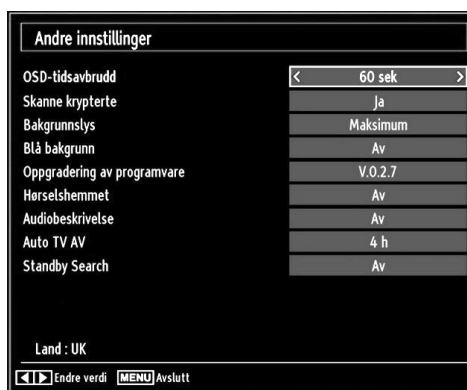 Andre innstillinger
OSD-tidsavbrudd < 60 sek >
Skanne krypterte Ja
Bakgrunnslys Maksimum
Blå bakgrunn Av
Oppgradering av programvare V.0.2.7
Hørselshemmet Av
Audiobeskrivelse Av
Auto TV AV 4 h
Standby Search Av
Land : UK
Endre verdi MENU Avslutt